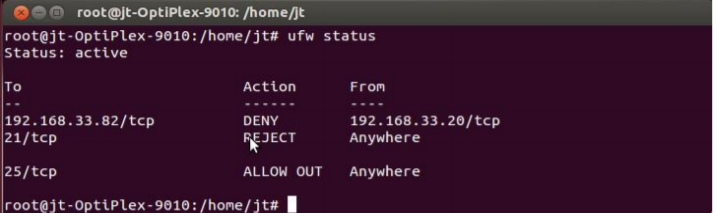 root@jt-OptiPlex-9010: /home/jt
root@jt-OptiPlex-9010:/home/jt# ufw status
Status: active
To Action From
-- ------ ----
192.168.33.82/tcp DENY 192.168.33.20/tcp
21/tcp REJECT Anywhere
25/tcp ALLOW OUT Anywhere
root@jt-OptiPlex-9010:/home/jt#